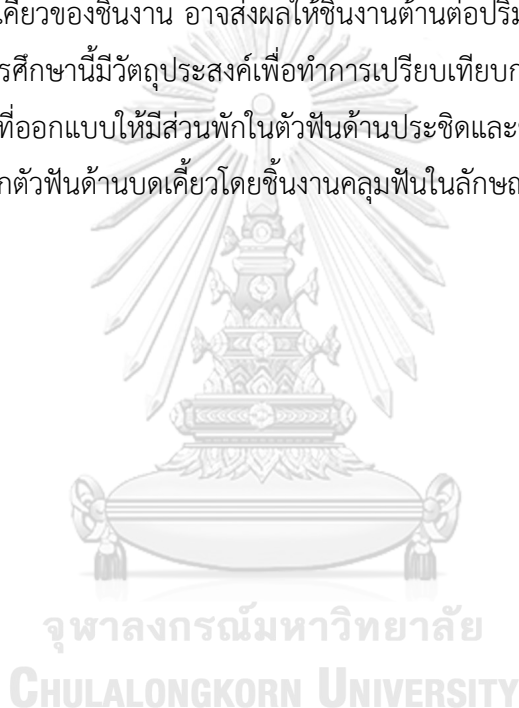 เคี้ยวของชิ้นงาน อาจส่งผลให้ชิ้นงานต้านต่อปริม
รศึกษานี้มีวัตถุประสงค์เพื่อทำการเปรียบเทียบก
ที่ออกแบบให้มีส่วนพักในตัวฟันด้านประชิดและ
กตัวฟันด้านบดเคี้ยวโดยชิ้นงานคลุมฟันในลักษณ
จุฬาลงกรณ์มหาวิทยาลัย
CHULALONGKORN UNIVERSITY